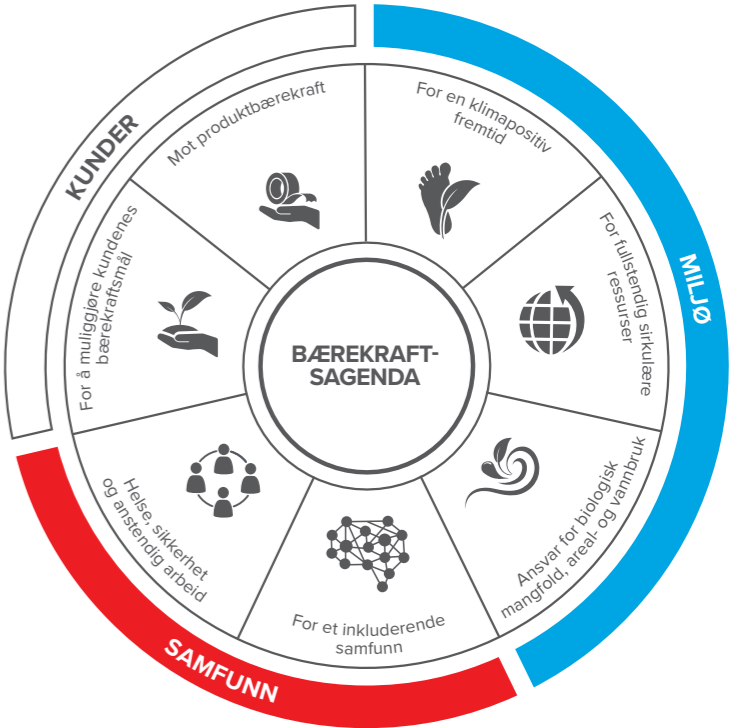 BÆREKRAFT-
SAGENDA
KUNDER
Mot produktbærekraft
For å muliggjøre kundenes
bærekraftsmål
MILJØ
For en klimapositiv
fremtid
For fullstendig sirkulære
ressurser
Ansvar for biologisk
mangfold, areal- og vannbruk
SAMFUNN
For et inkluderende
samfunn
Helse, sikkerhet
og anstendig arbeid